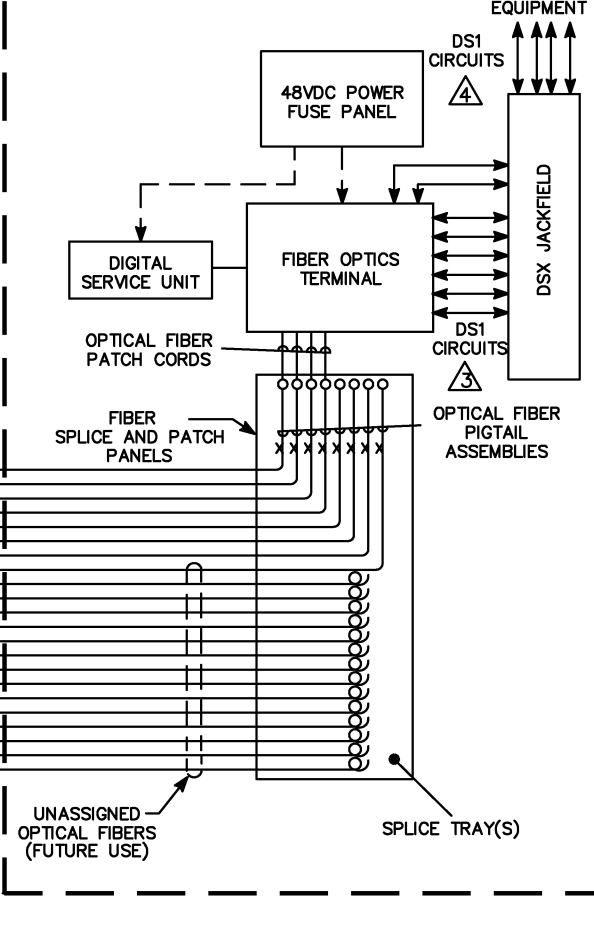 EQUIPMENT
DS1
CIRCUITS
4
48VDC POWER
FUSE PANEL
DSX JACKFIELD
DIGITAL
SERVICE UNIT
FIBER OPTICS
TERMINAL
DS1
CIRCUITS
3
OPTICAL FIBER
PATCH CORDS
FIBER
SPLICE AND PATCH
PANELS
OPTICAL FIBER
PIGTAIL
ASSEMBLIES
X X X X X X X X
UNASSIGNED
OPTICAL FIBERS
(FUTURE USE)
SPLICE TRAY(S)